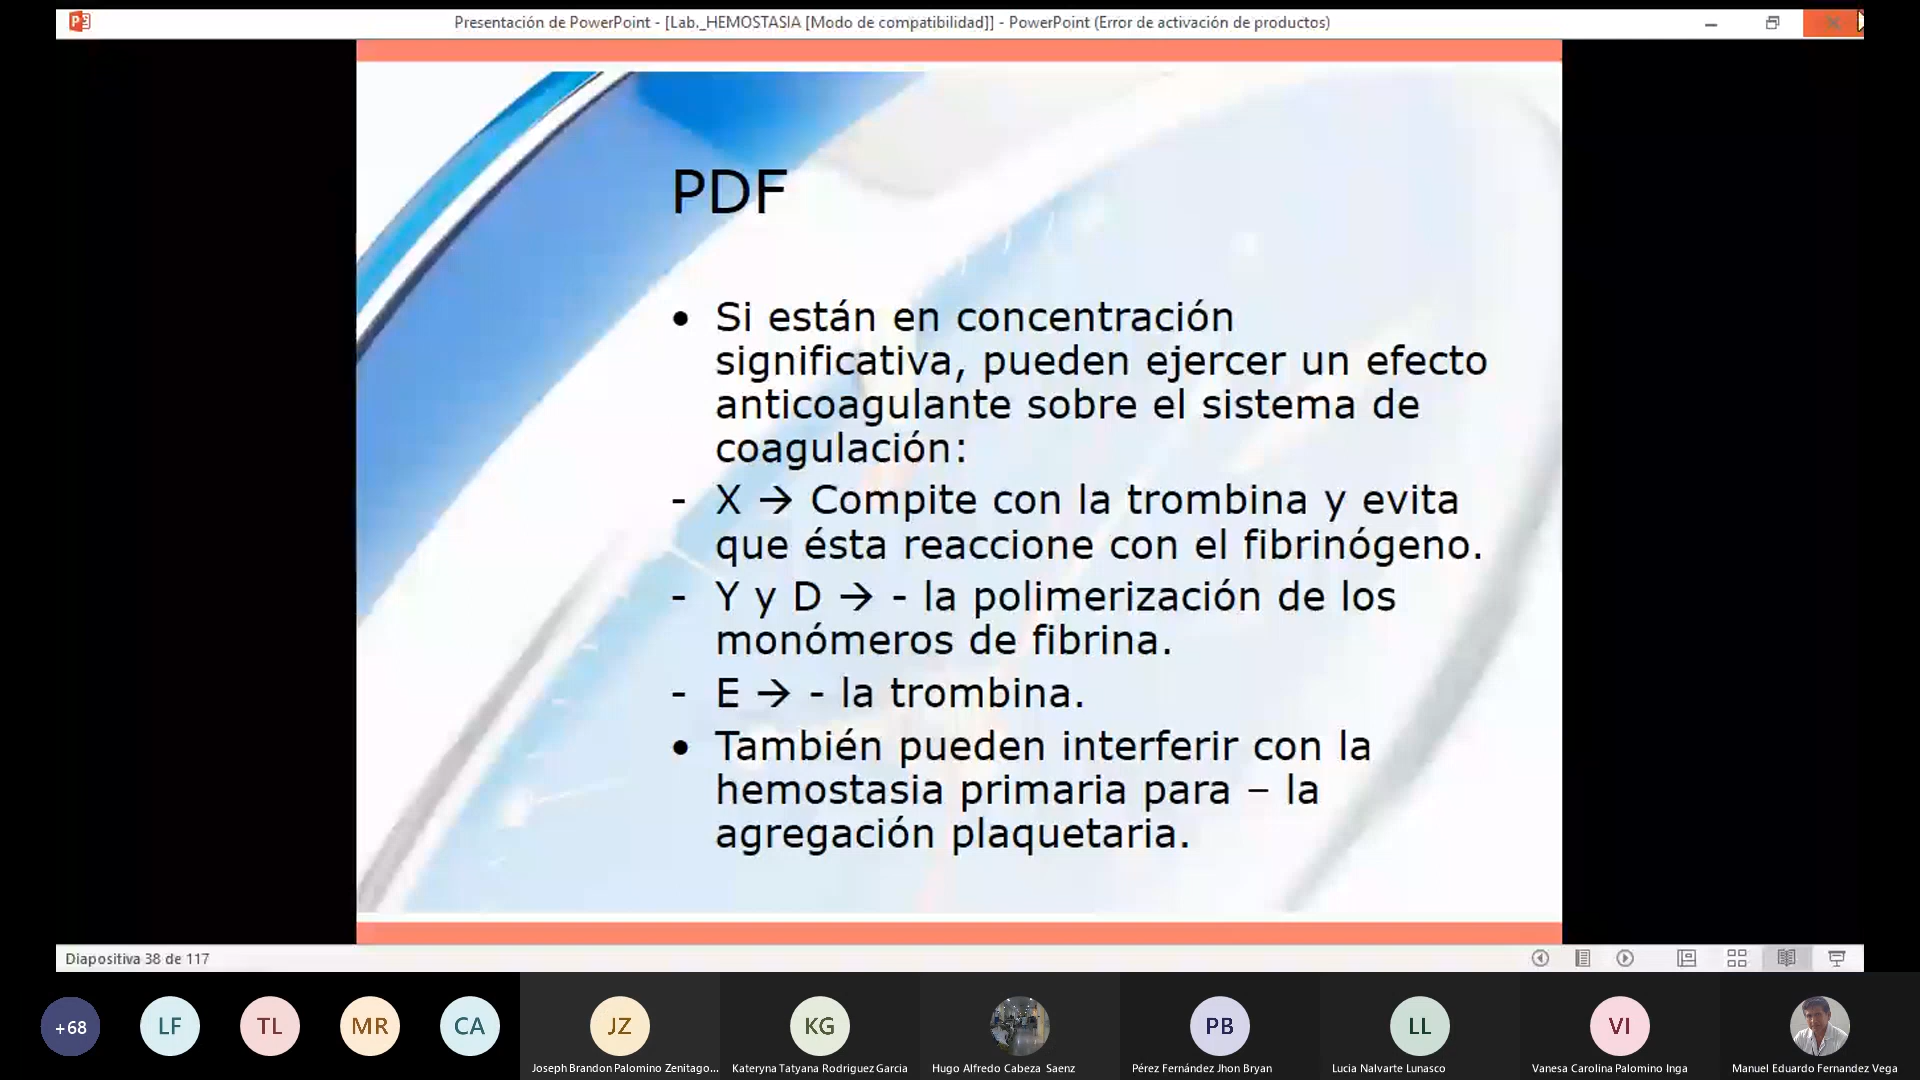 Presentación de PowerPoint - [Lab._HEMOSTASIA [Modo de compatibilidad]] - PowerPoint (Error de activación de productos)
PDF
• Si están en concentración
significativa, pueden ejercer un efecto
anticoagulante sobre el sistema de
coagulación:
- X → Compite con la trombina y evita
que ésta reaccione con el fibrinógeno.
- Y y D → - la polimerización de los
monómeros de fibrina.
- E → - la trombina.
• También pueden interferir con la
hemostasia primaria para – la
agregación plaquetaria.
Diapositiva 38 de 117
+68 LF TL MR CA JZ KG PB LL VI
Joseph Brandon Palomino Zenitago... Kateryna Tatyana Rodriguez Garcia Hugo Alfredo Cabeza Saenz Pérez Fernández Jhon Bryan Lucia Nalvarte Lunasco Vanesa Carolina Palomino Inga Manuel Eduardo Fernandez Vega